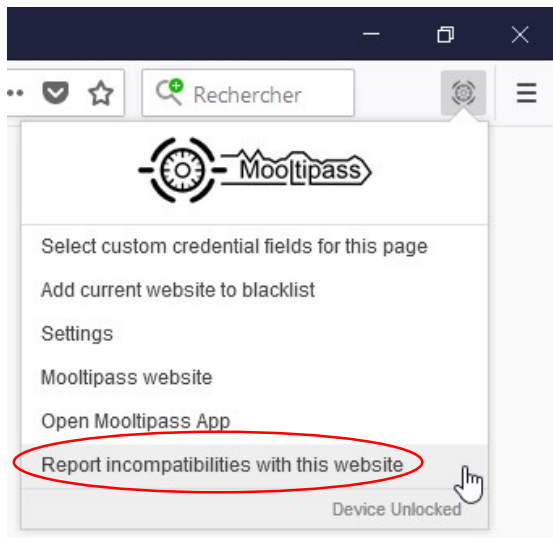 Rechercher
Mooltipass
Select custom credential fields for this page
Add current website to blacklist
Settings
Mooltipass website
Open Mooltipass App
Report incompatibilities with this website
Device Unlocked